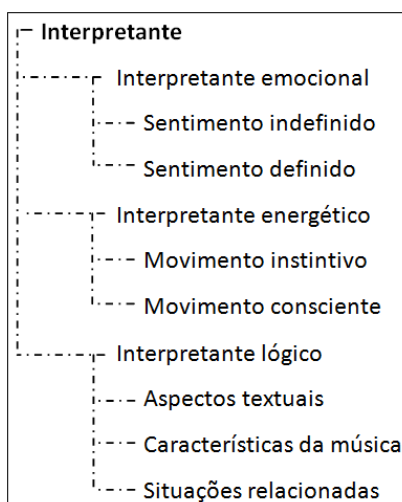 Interpretante
Interpretante emocional
Sentimento indefinido
Sentimento definido
Interpretante energético
Movimento instintivo
Movimento consciente
Interpretante lógico
Aspectos textuais
Características da música
Situações relacionadas